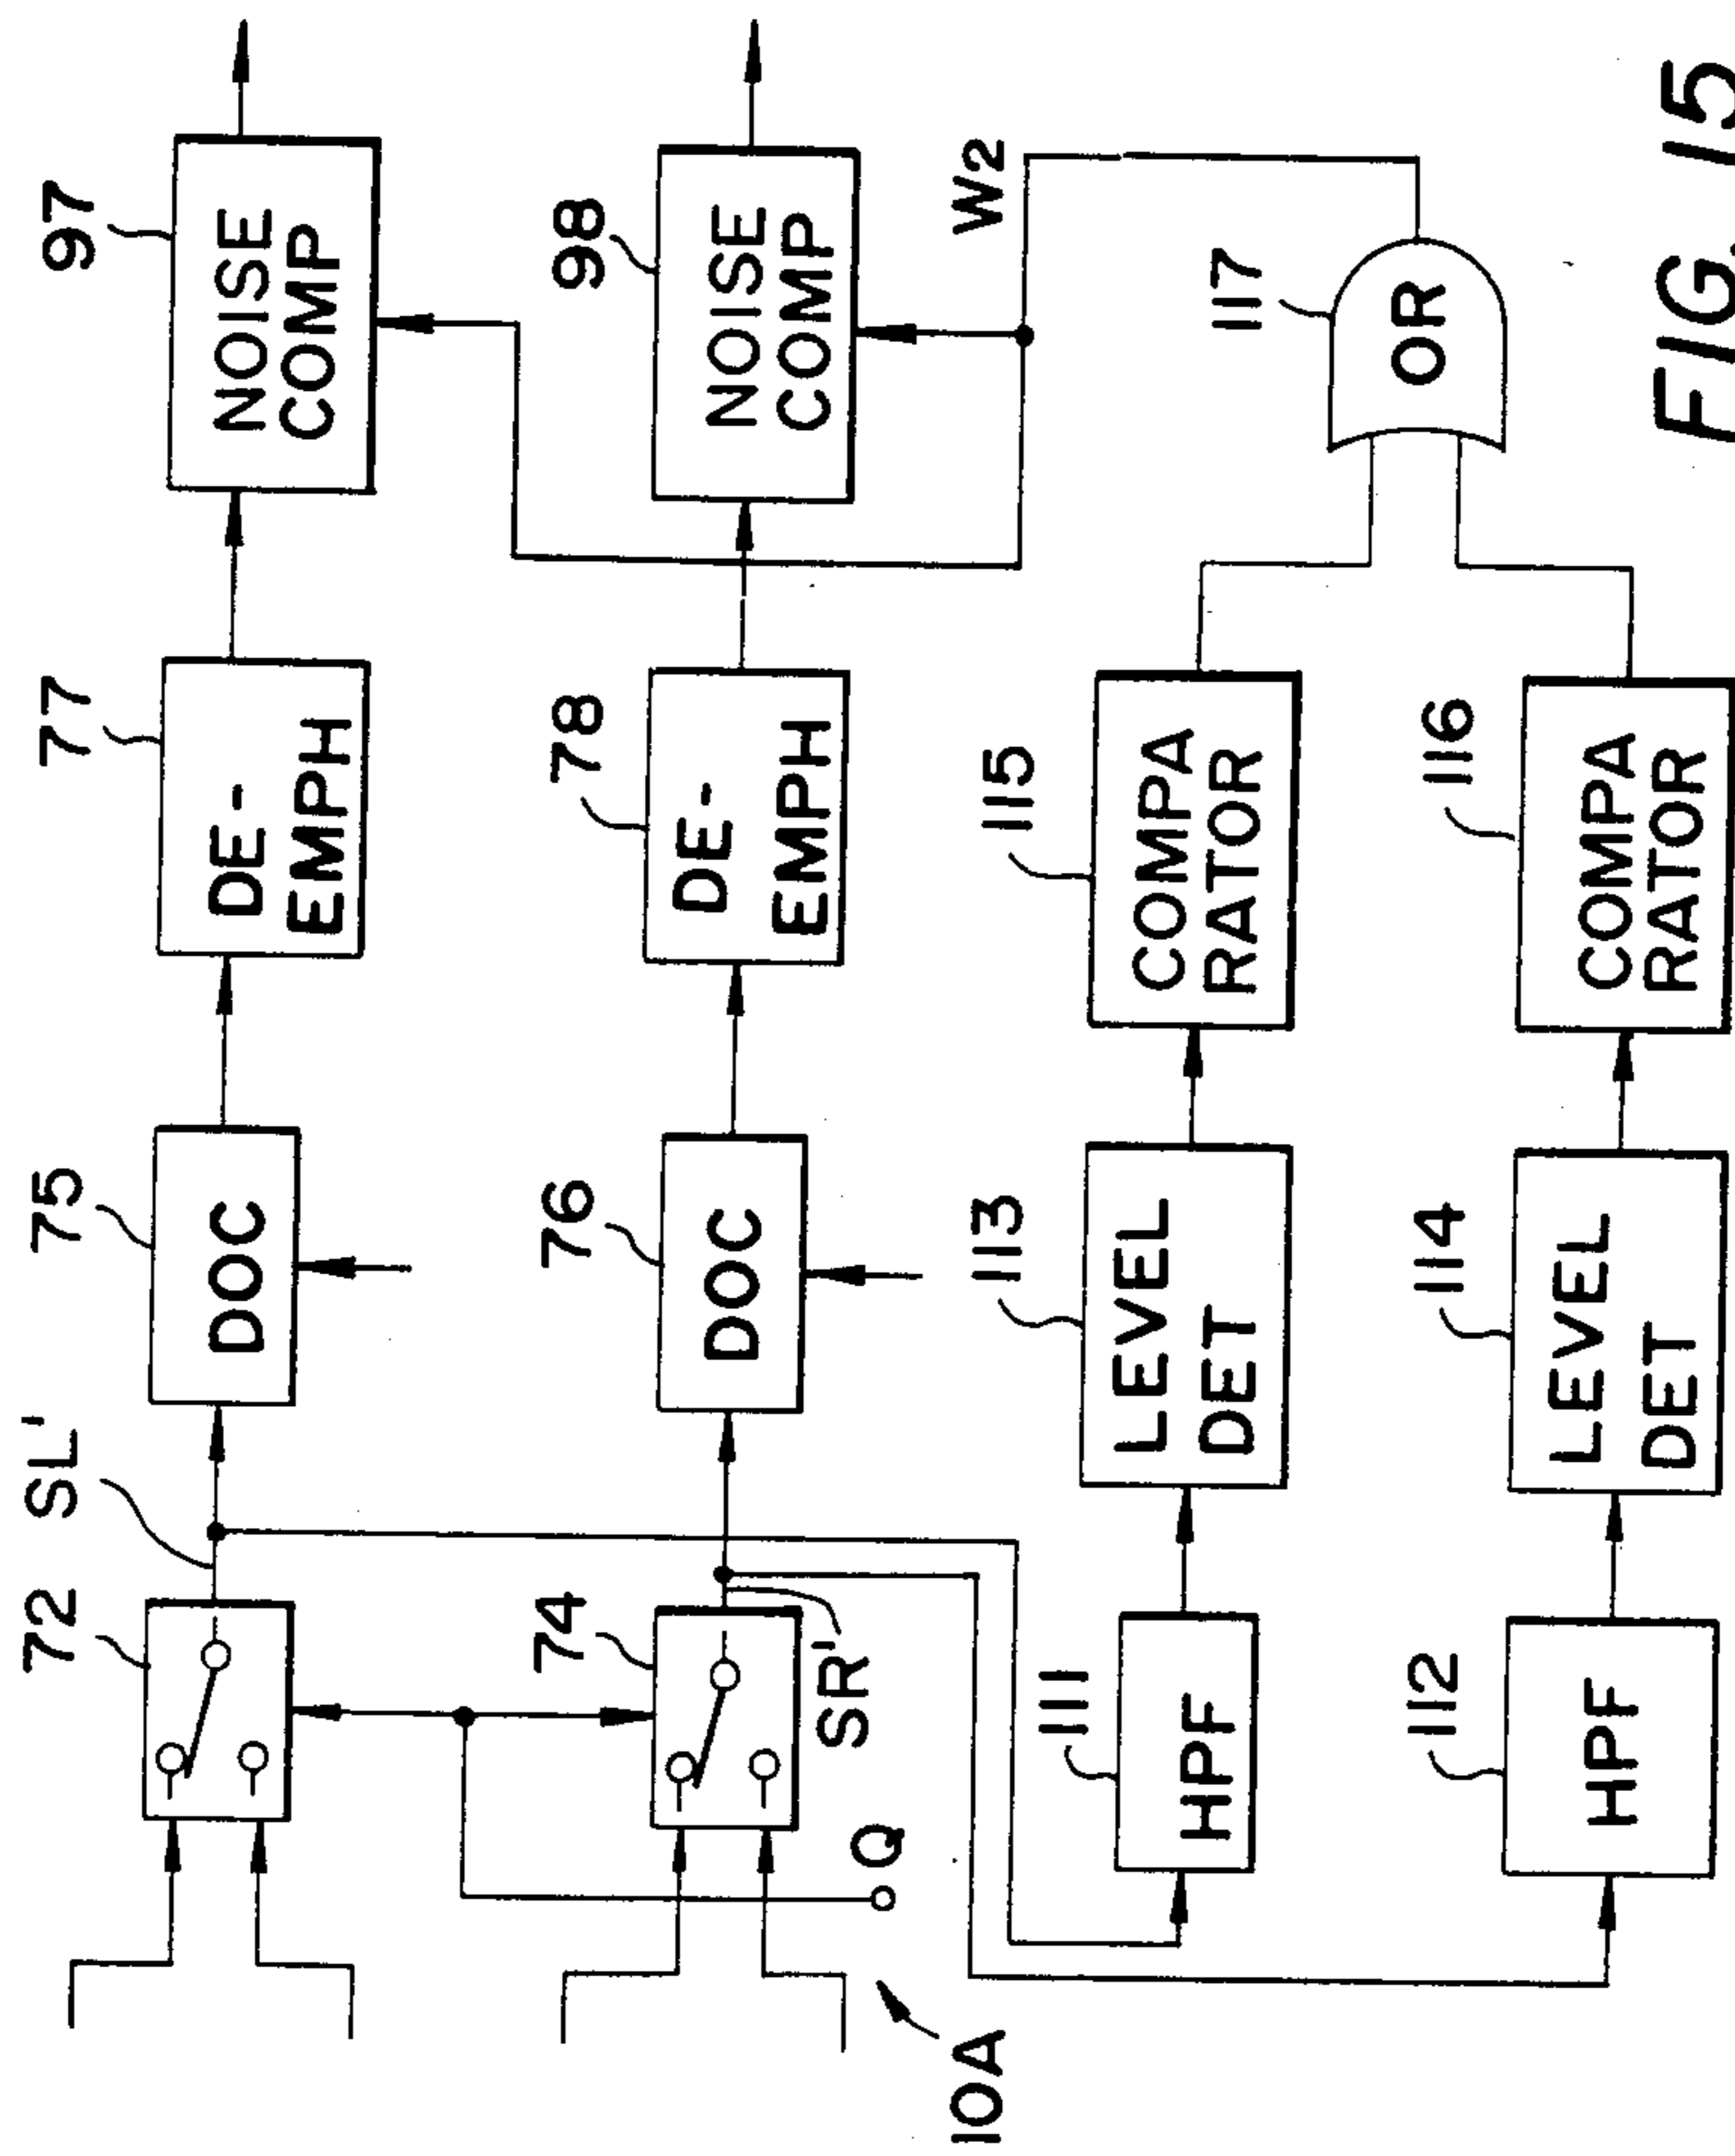 72
SL'
75
77
97
DOC
DE-
EMPH
NOISE
COMP
74
76
78
98
SR'
DOC
DE-
EMPH
NOISE
COMP
Q
10A
W2
111
113
115
117
HPF
LEVEL
DET
COMPA
RATOR
OR
112
114
116
HPF
LEVEL
DET
COMPA
RATOR
FIG. 15